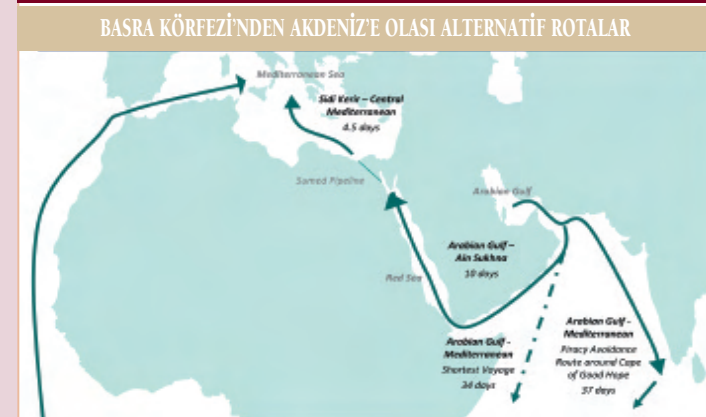 BASRA KÖRFEZİ’NDEN AKDENİZ’E OLASI ALTERNATİF ROTALAR
Mediterranean Sea
Sidi Kerir – Central
Mediterranean
4.5 days
Sumed Pipeline
Arabian Gulf
Arabian Gulf –
Ain Sukhna
10 days
Red Sea
Arabian Gulf -
Mediterranean
Shortest Voyage
34 days
Arabian Gulf -
Mediterranean
Piracy Avoidance
Route around Cape
of Good Hope
37 days